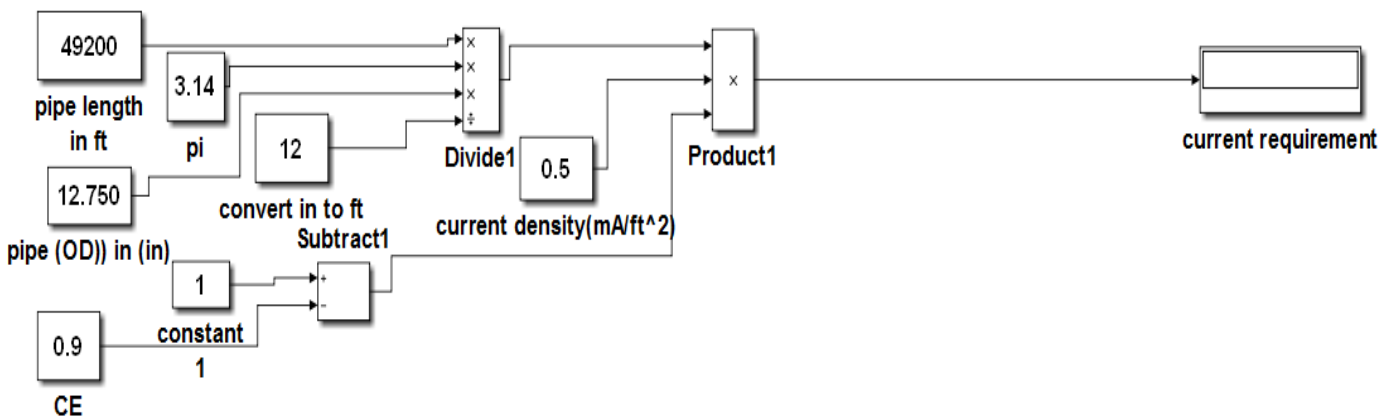 49200
pipe length
in ft
3.14
pi
×
×
×
÷
Divide1
×
Product1
current requirement
12
convert in to ft
0.5
current density(mA/ft^2)
12.750
pipe (OD)) in (in)
Subtract1
+
−
1
constant
1
0.9
CE